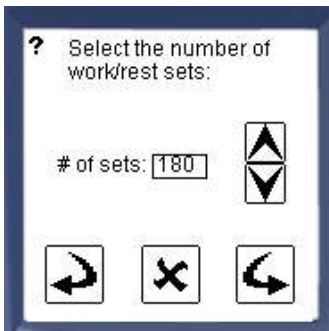 ? Select the number of
work/rest sets:
# of sets: 180